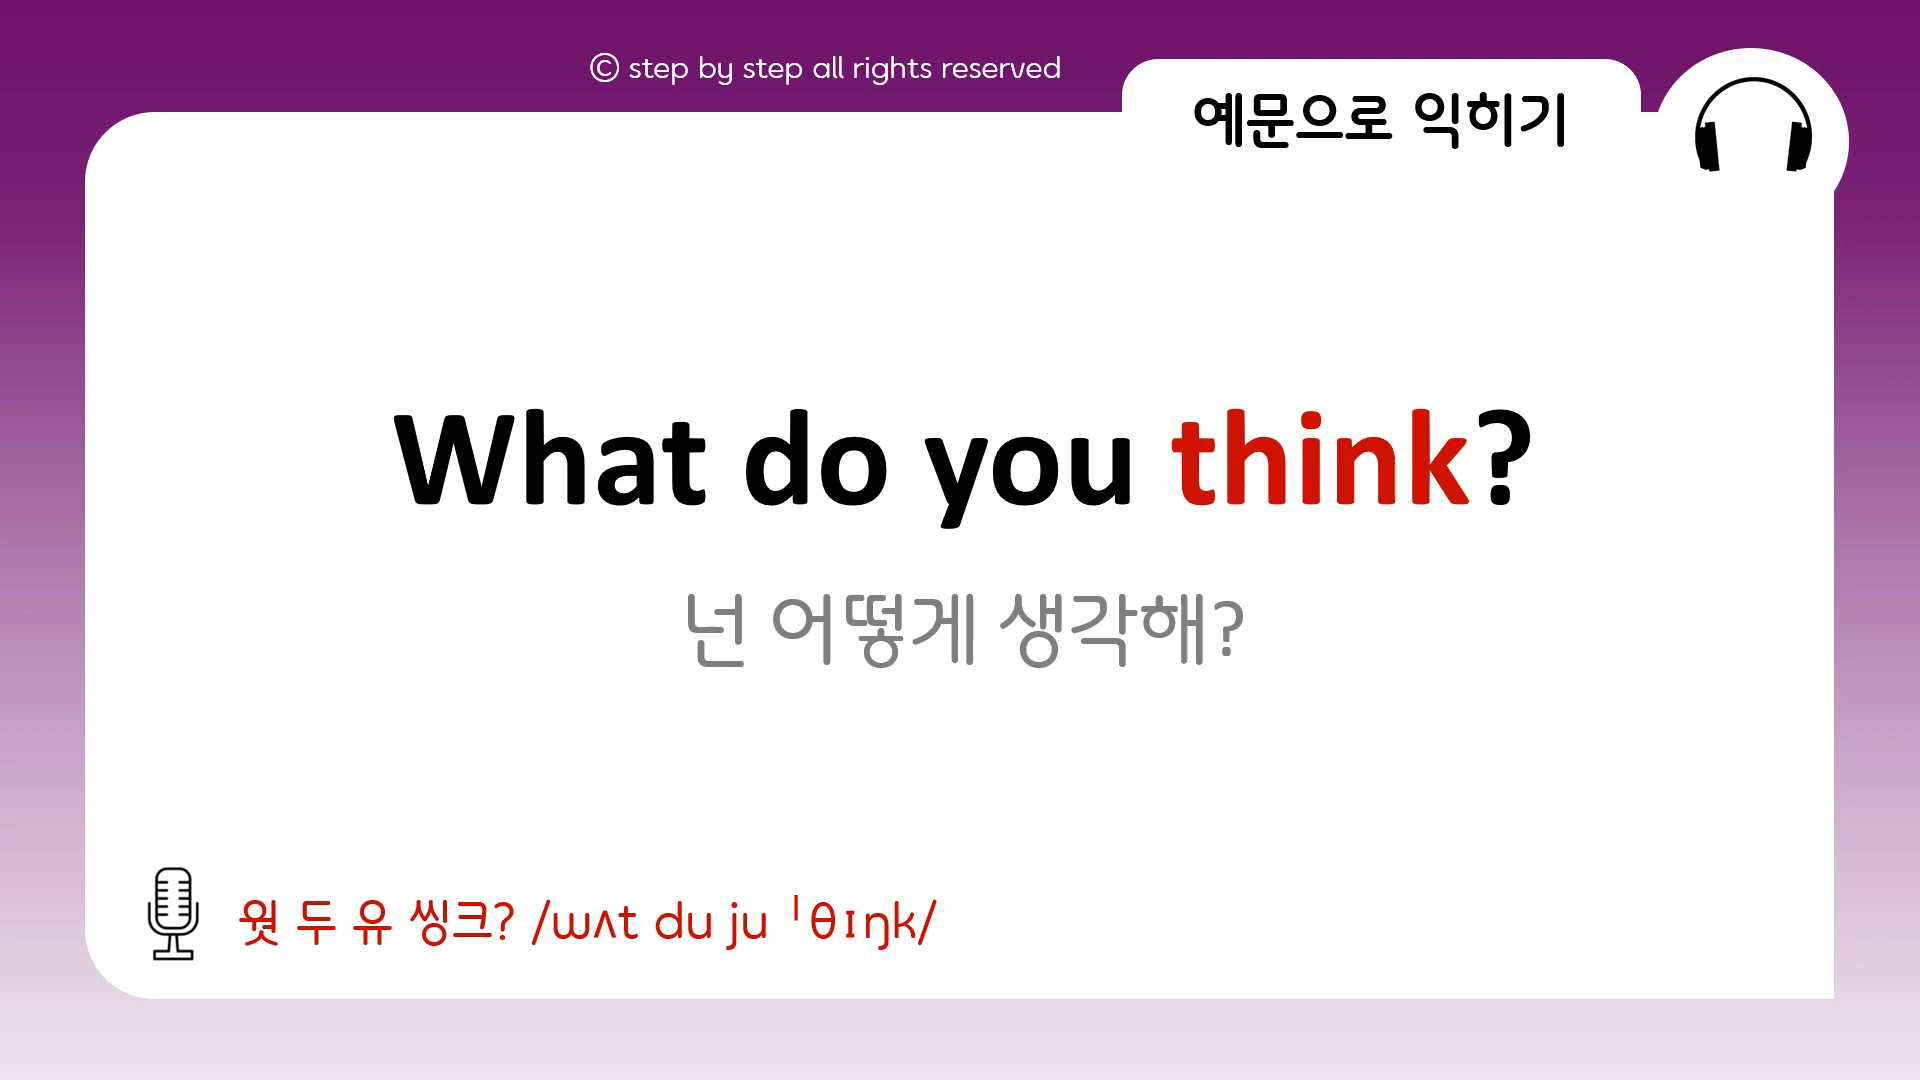 © step by step all rights reserved
예문으로 익히기
What do you think?
넌 어떻게 생각해?
웟 두 유 씽크? /wʌt du ju ˈθɪŋk/